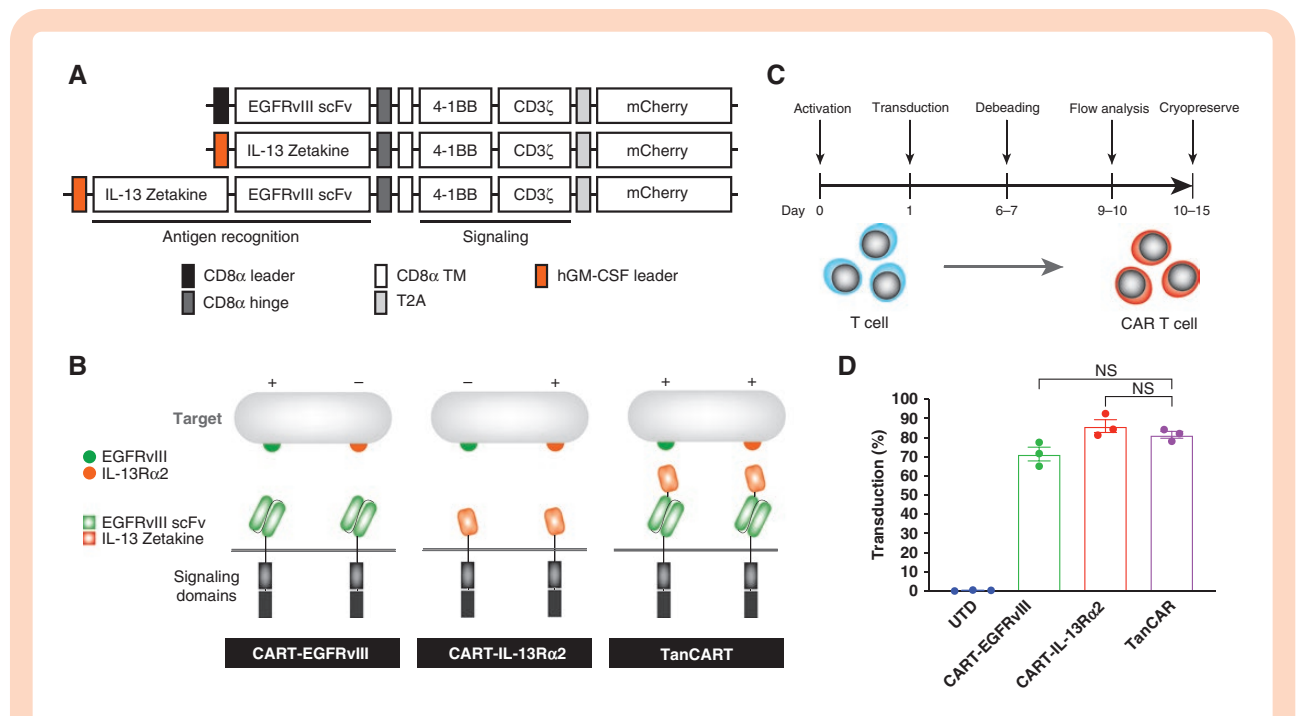 A
EGFRvIII scFv 4-1BB CD3ζ mCherry
IL-13 Zetakine 4-1BB CD3ζ mCherry
IL-13 Zetakine EGFRvIII scFv 4-1BB CD3ζ mCherry
Antigen recognition Signaling
CD8α leader CD8α TM hGM-CSF leader
CD8α hinge T2A
C
Activation Transduction Debeading Flow analysis Cryopreserve
Day 0 1 6–7 9–10 10–15
T cell CAR T cell
B
+ – – + + +
Target
EGFRvIII
IL-13Rα2
EGFRvIII scFv
IL-13 Zetakine
Signaling
domains
CART-EGFRvIII CART-IL-13Rα2 TanCART
D
NS
NS
Transduction (%)
100
90
80
70
60
50
40
30
20
10
0
UTD
CART-EGFRvIII
CART-IL-13Rα2
TanCAR